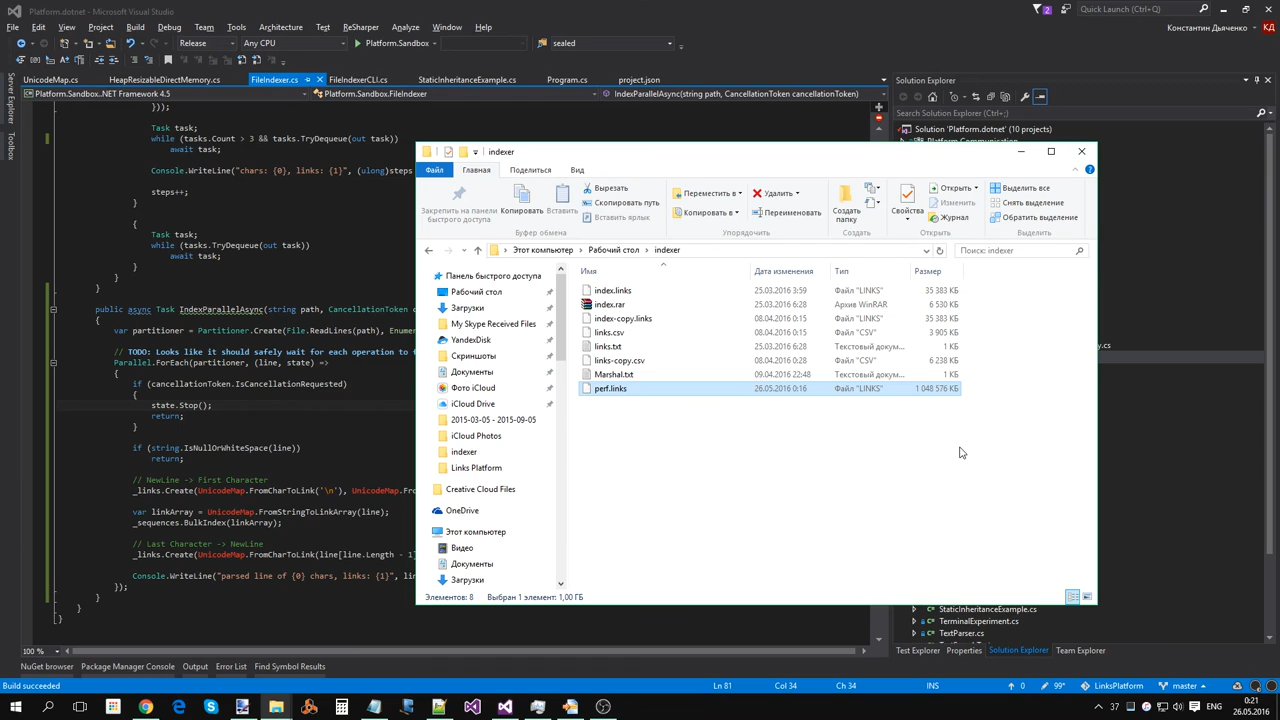 Platform.dotnet - Microsoft Visual Studio
2
Quick Launch (Ctrl+Q)
File Edit View Project Build Debug Team Tools Architecture Test ReSharper Analyze Window Help
Константин Дьяченко КД
Release Any CPU Platform.Sandbox sealed
Server Explorer
Toolbox
UnicodeMap.cs HeapResizableDirectMemory.cs FileIndexer.cs FileIndexerCLI.cs StaticInheritanceExample.cs Program.cs project.json
Platform.Sandbox..NET Framework 4.5 Platform.Sandbox.FileIndexer IndexParallelAsync(string path, CancellationToken cancellationToken)
}));
Task task;
while (tasks.Count > 3 && tasks.TryDequeue(out task))
await task;
Console.WriteLine("chars: {0}, links: {1}", (ulong)steps
steps++;
}
}
Task task;
while (tasks.TryDequeue(out task))
await task;
}
}
public async Task IndexParallelAsync(string path, Cancellation
{
var partitioner = Partitioner.Create(File.ReadLines(path), Enumer
// TODO: Looks like it should safely wait for each operation to f
Parallel.ForEach(partitioner, (line, state) =>
{
if (cancellationToken.IsCancellationRequested)
{
state.Stop();
return;
}
if (string.IsNullOrWhiteSpace(line))
return;
// NewLine -> First Character
_links.Create(UnicodeMap.FromCharToLink('\n'), UnicodeMap.Fro
var linkArray = UnicodeMap.FromStringToLinkArray(line);
_sequences.BulkIndex(linkArray);
// Last Character -> NewLine
_links.Create(UnicodeMap.FromCharToLink(line[line.Length - 1]
Console.WriteLine("parsed line of {0} chars, links: {1}", lin
});
}
}
}
100 %
Solution Explorer
Search Solution Explorer (Ctrl+;)
Solution 'Platform.dotnet' (10 projects)
Platform.Communication
StaticInheritanceExample.cs
TerminalExperiment.cs
TextParser.cs
Test Explorer Properties Solution Explorer Team Explorer
indexer
Файл Главная Поделиться Вид
Закрепить на панели быстрого доступа
Копировать
Вставить
Вырезать
Скопировать путь
Вставить ярлык
Переместить в
Копировать в
Удалить
Переименовать
Создать папку
Свойства
Открыть
Изменить
Журнал
Выделить все
Снять выделение
Обратить выделение
Буфер обмена Упорядочить Создать Открыть Выделить
Этот компьютер Рабочий стол indexer
Поиск: indexer
Имя Дата изменения Тип Размер
index.links 25.03.2016 3:59 Файл "LINKS" 35 383 КБ
index.rar 25.03.2016 6:28 Архив WinRAR 6 530 КБ
index-copy.links 08.04.2016 0:15 Файл "LINKS" 35 383 КБ
links.csv 08.04.2016 0:15 Файл "CSV" 3 905 КБ
links.txt 25.03.2016 6:28 Текстовый докум... 1 КБ
links-copy.csv 08.04.2016 0:28 Файл "CSV" 6 238 КБ
Marshal.txt 09.04.2016 22:48 Текстовый докум... 1 КБ
perf.links 26.05.2016 0:16 Файл "LINKS" 1 048 576 КБ
Панель быстрого доступа
Рабочий стол
Загрузки
My Skype Received Files
YandexDisk
Скриншоты
Документы
Фото iCloud
iCloud Drive
2015-03-05 - 2015-09-05
iCloud Photos
indexer
Links Platform
Creative Cloud Files
OneDrive
Этот компьютер
Видео
Документы
Загрузки
Элементов: 8 Выбран 1 элемент: 1,00 ГБ
NuGet browser Package Manager Console Output Error List Find Symbol Results
Build succeeded Ln 81 Col 34 Ch 34 INS 0 99* LinksPlatform master
37 ENG
0:21
26.05.2016